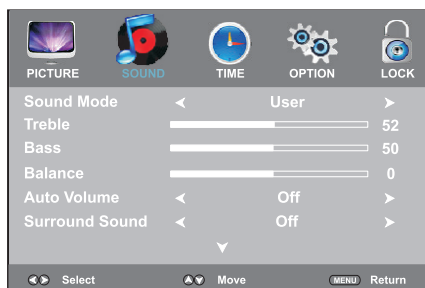 PICTURE SOUND TIME OPTION LOCK
Sound Mode User
Treble 52
Bass 50
Balance 0
Auto Volume Off
Surround Sound Off
Select Move MENU Return